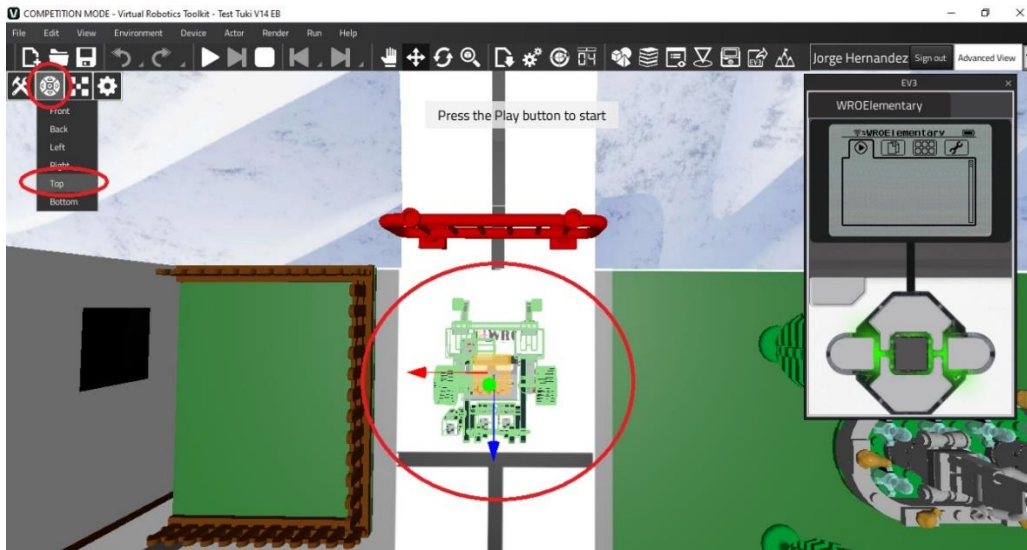 COMPETITION MODE - Virtual Robotics Toolkit - Test Tuki V14 EB
File Edit View Environment Device Actor Render Run Help
Jorge Hernandez Sign out Advanced View
Front
Back
Left
Right
Top
Bottom
Press the Play button to start
EV3
WROElementary
WROElementary
WRO